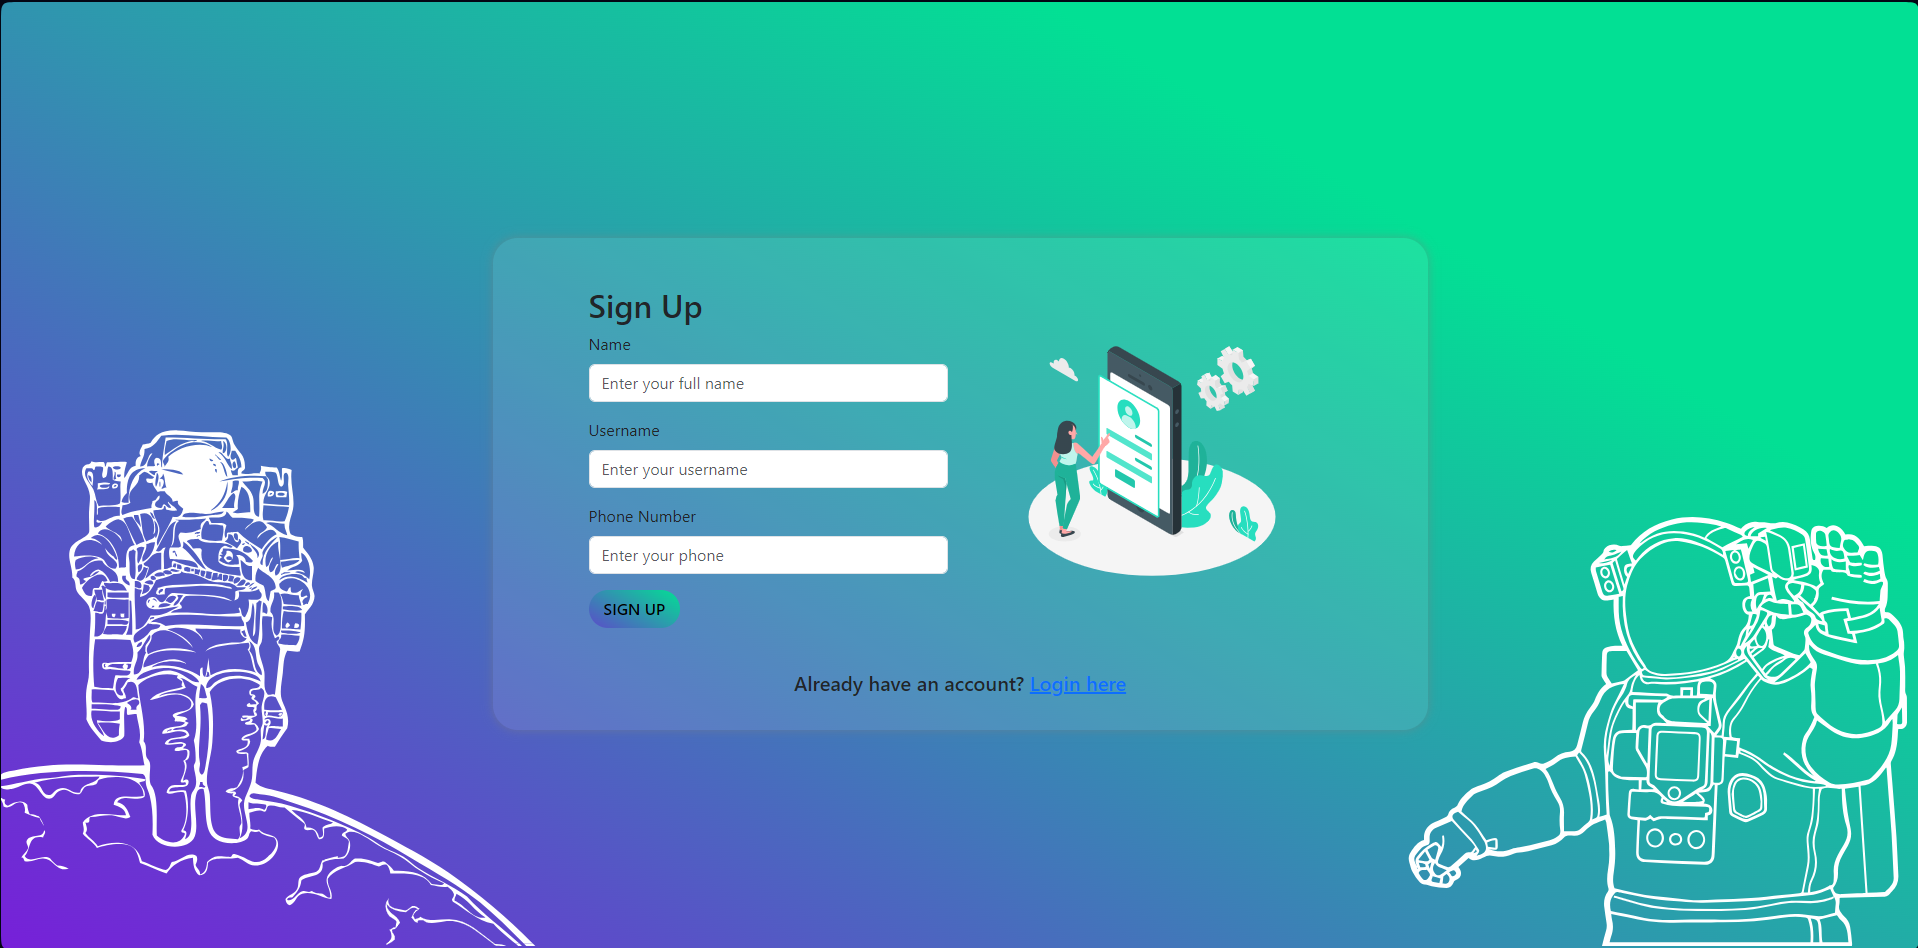 Sign Up
Name
Enter your full name
Username
Enter your username
Phone Number
Enter your phone
SIGN UP
Already have an account? Login here